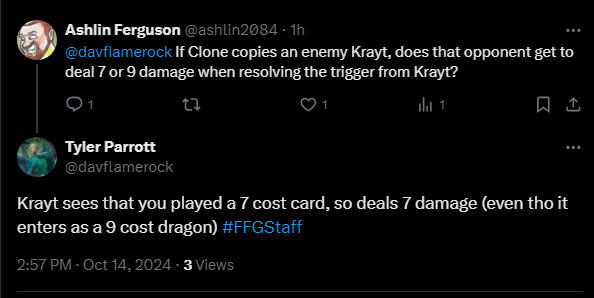 Ashlin Ferguson @ashlin2084 · 1h
@davflamerock If Clone copies an enemy Krayt, does that opponent get to
deal 7 or 9 damage when resolving the trigger from Krayt?
1 1 1
Tyler Parrott
@davflamerock
Krayt sees that you played a 7 cost card, so deals 7 damage (even tho it
enters as a 9 cost dragon) #FFGStaff
2:57 PM · Oct 14, 2024 · 3 Views